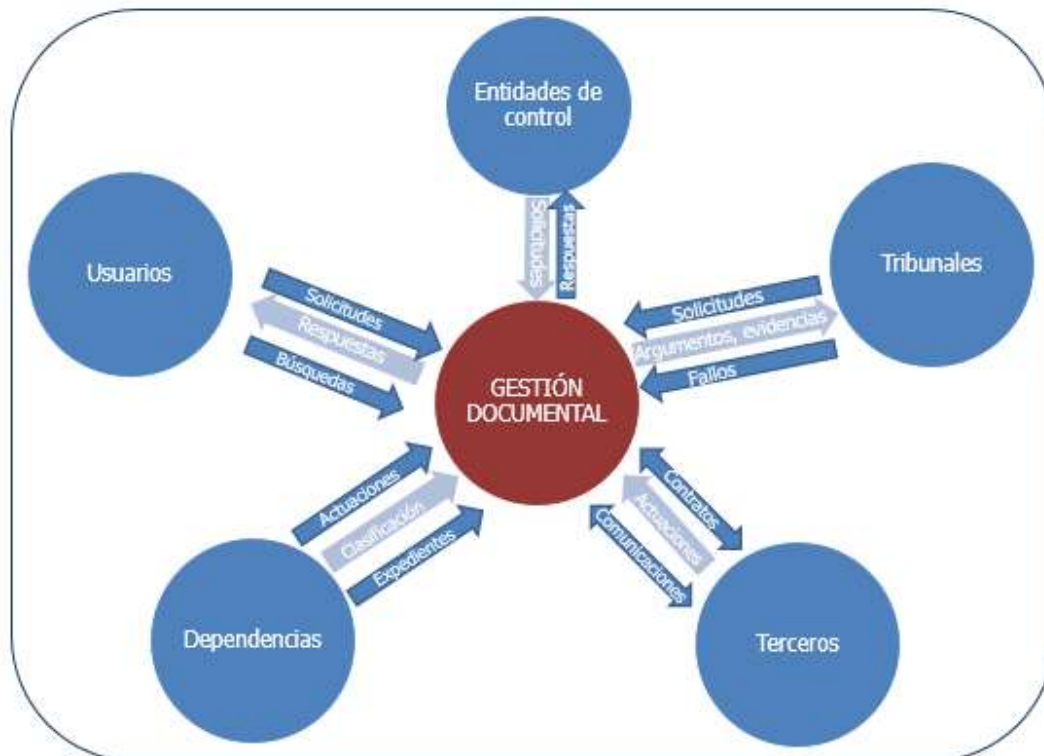 Entidades de
control
Usuarios
Tribunales
Solicitudes
Respuestas
Solicitudes
Respuestas
Búsquedas
Solicitudes
Argumentos, evidencias
Fallos
GESTIÓN
DOCUMENTAL
Actuaciones
Clasificación
Expedientes
Contratos
Actuaciones
Comunicaciones
Dependencias
Terceros